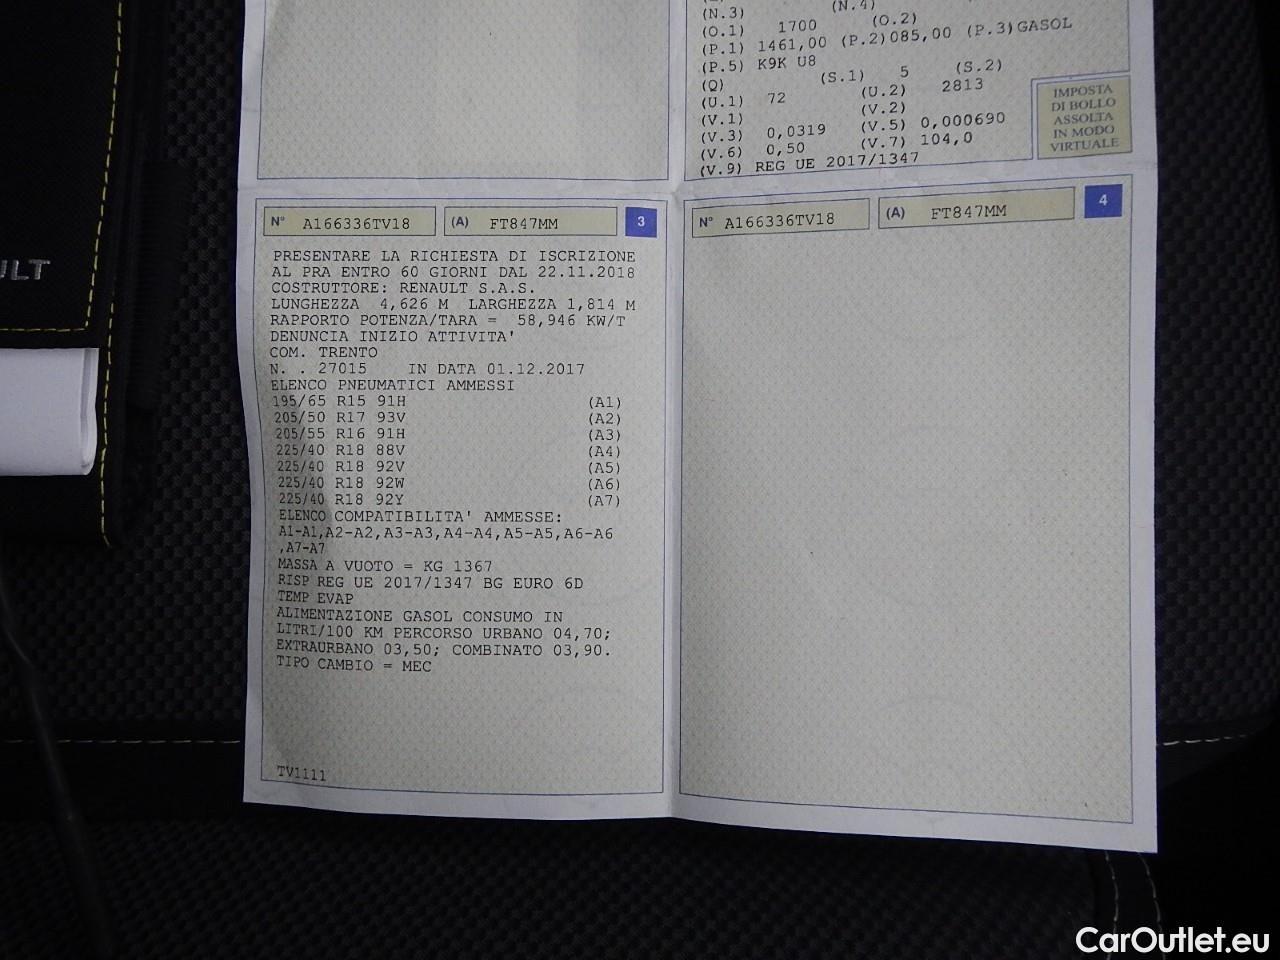 (N.3) (N.4)
(O.1) 1700 (O.2)
(P.1) 1461,00 (P.2)085,00 (P.3)GASOL
(P.5) K9K U8
(Q) (S.1) 5 (S.2)
(U.1) 72 (U.2) 2813
(V.1) (V.2)
(V.3) 0,0319 (V.5) 0,000690
(V.6) 0,50 (V.7) 104,0
(V.9) REG UE 2017/1347
IMPOSTA
DI BOLLO
ASSOLTA
IN MODO
VIRTUALE
N° A166336TV18 (A) FT847MM 3
PRESENTARE LA RICHIESTA DI ISCRIZIONE
AL PRA ENTRO 60 GIORNI DAL 22.11.2018
COSTRUTTORE: RENAULT S.A.S.
LUNGHEZZA 4,626 M LARGHEZZA 1,814 M
RAPPORTO POTENZA/TARA = 58,946 KW/T
DENUNCIA INIZIO ATTIVITA'
COM. TRENTO
N. . 27015 IN DATA 01.12.2017
ELENCO PNEUMATICI AMMESSI
195/65 R15 91H (A1)
205/50 R17 93V (A2)
205/55 R16 91H (A3)
225/40 R18 88V (A4)
225/40 R18 92V (A5)
225/40 R18 92W (A6)
225/40 R18 92Y (A7)
ELENCO COMPATIBILITA' AMMESSE:
A1-A1,A2-A2,A3-A3,A4-A4,A5-A5,A6-A6
,A7-A7
MASSA A VUOTO = KG 1367
RISP REG UE 2017/1347 BG EURO 6D
TEMP EVAP
ALIMENTAZIONE GASOL CONSUMO IN
LITRI/100 KM PERCORSO URBANO 04,70;
EXTRAURBANO 03,50; COMBINATO 03,90.
TIPO CAMBIO = MEC
TV1111
N° A166336TV18 (A) FT847MM 4
ULT
CarOutlet.eu